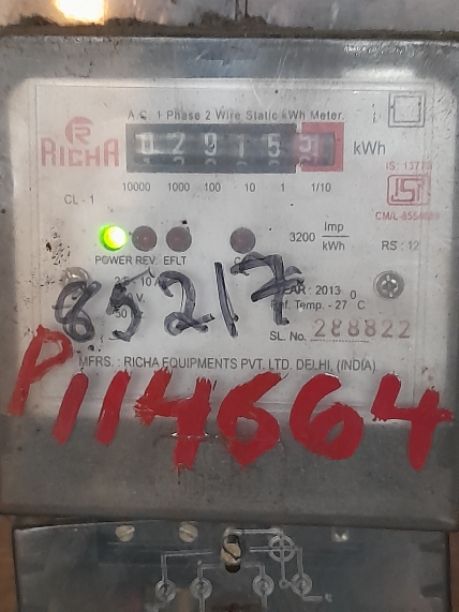 A.C. 1 Phase 2 Wire Static kWh Meter.
R
RICHA
02915
kWh
10000 1000 100 10 1 1/10
IS: 13779
ISI
CL - 1
3200 Imp/kWh
RS : 12
POWER REV. EFLT
YEAR : 2013
Ref. Temp. - 27°C
85217
SL. No. 288822
MFRS. : RICHA EQUIPMENTS PVT. LTD. DELHI, (INDIA)
P114664